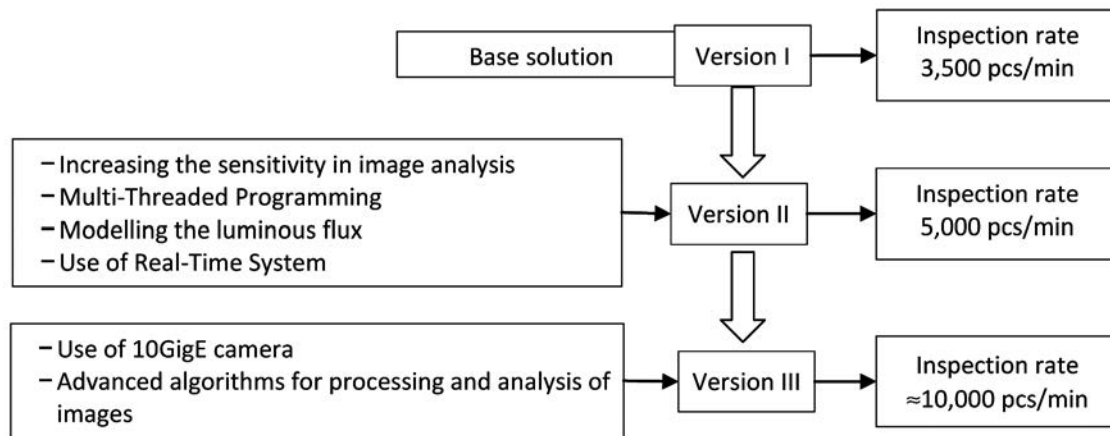 Base solution
Version I
Inspection rate
3,500 pcs/min
– Increasing the sensitivity in image analysis
– Multi-Threaded Programming
– Modelling the luminous flux
– Use of Real-Time System
Version II
Inspection rate
5,000 pcs/min
– Use of 10GigE camera
– Advanced algorithms for processing and analysis of
images
Version III
Inspection rate
≈10,000 pcs/min